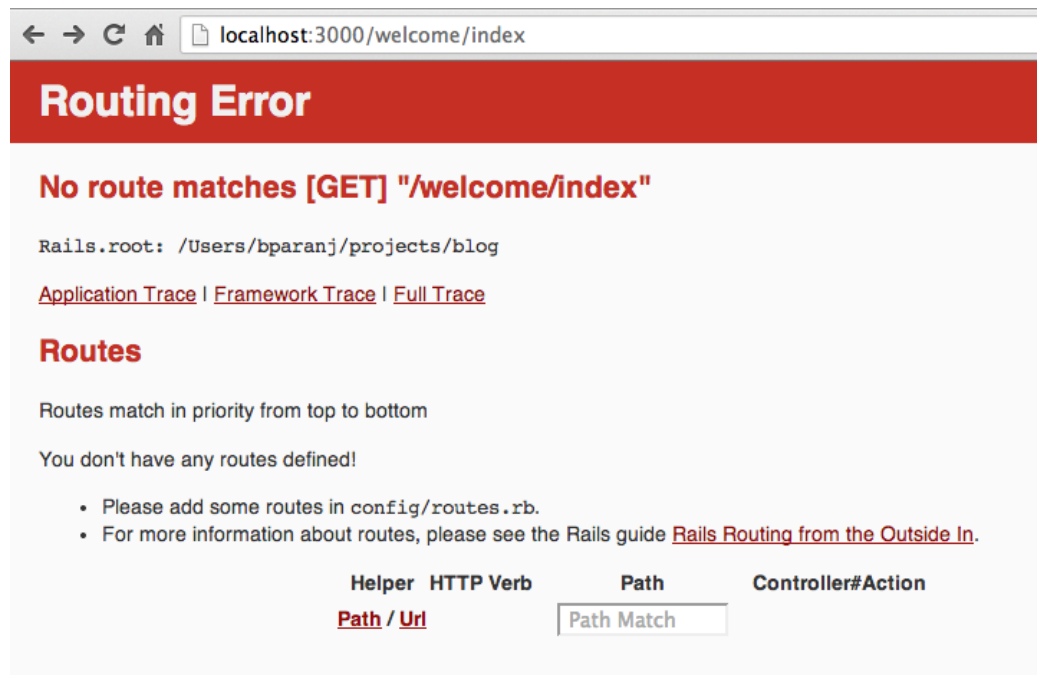 localhost:3000/welcome/index
Routing Error
No route matches [GET] "/welcome/index"
Rails.root: /Users/bparanj/projects/blog
Application Trace | Framework Trace | Full Trace
Routes
Routes match in priority from top to bottom
You don't have any routes defined!
• Please add some routes in config/routes.rb.
• For more information about routes, please see the Rails guide Rails Routing from the Outside In.
Helper HTTP Verb Path Controller#Action
Path / Url Path Match